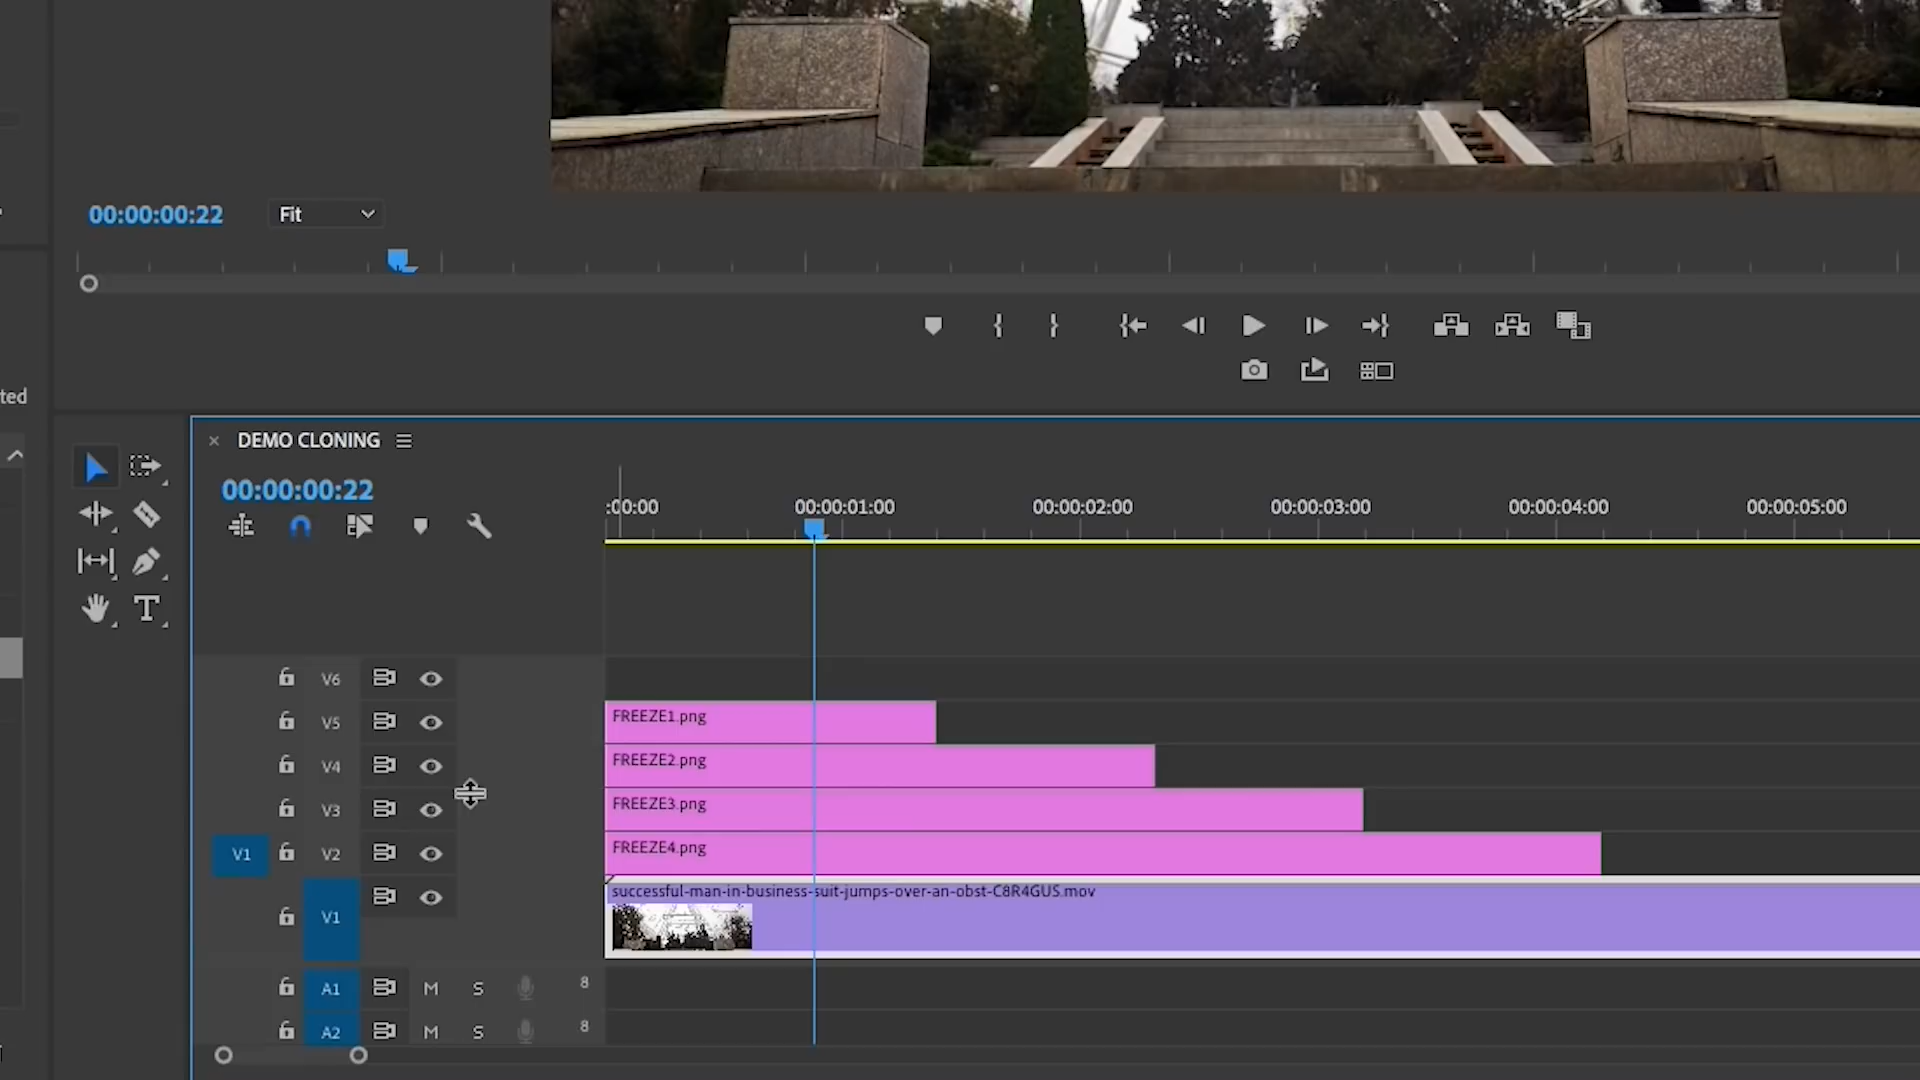 00:00:00:22 Fit
ted
DEMO CLONING
00:00:00:22
:00:00 00:00:01:00 00:00:02:00 00:00:03:00 00:00:04:00 00:00:05:00
V6
V5 FREEZE1.png
V4 FREEZE2.png
V3 FREEZE3.png
V1 V2 FREEZE4.png
V1 successful-man-in-business-suit-jumps-over-an-obst-C8R4GUS.mov
A1 M S 8
A2 M S 8